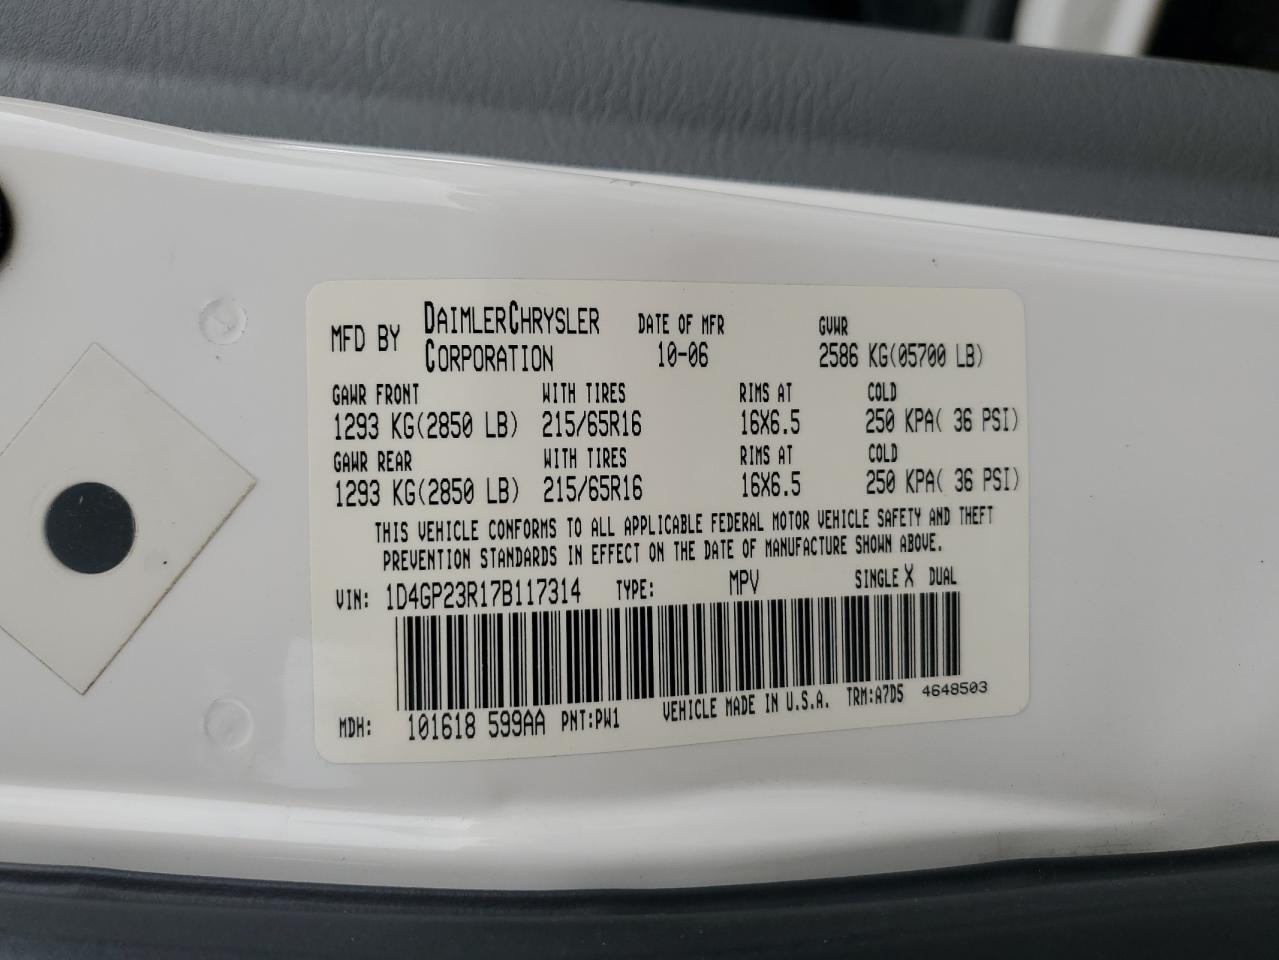 MFD BY DAIMLERCHRYSLER CORPORATION DATE OF MFR 10-06 GVWR 2586 KG(05700 LB)
GAWR FRONT WITH TIRES RIMS AT COLD
1293 KG(2850 LB) 215/65R16 16X6.5 250 KPA( 36 PSI)
GAWR REAR WITH TIRES RIMS AT COLD
1293 KG(2850 LB) 215/65R16 16X6.5 250 KPA( 36 PSI)
THIS VEHICLE CONFORMS TO ALL APPLICABLE FEDERAL MOTOR VEHICLE SAFETY AND THEFT
PREVENTION STANDARDS IN EFFECT ON THE DATE OF MANUFACTURE SHOWN ABOVE.
VIN: 1D4GP23R17B117314 TYPE: MPV SINGLE X DUAL
MDH: 101618 599AA PNT:PW1 VEHICLE MADE IN U.S.A. TRM:A7D5 4648503